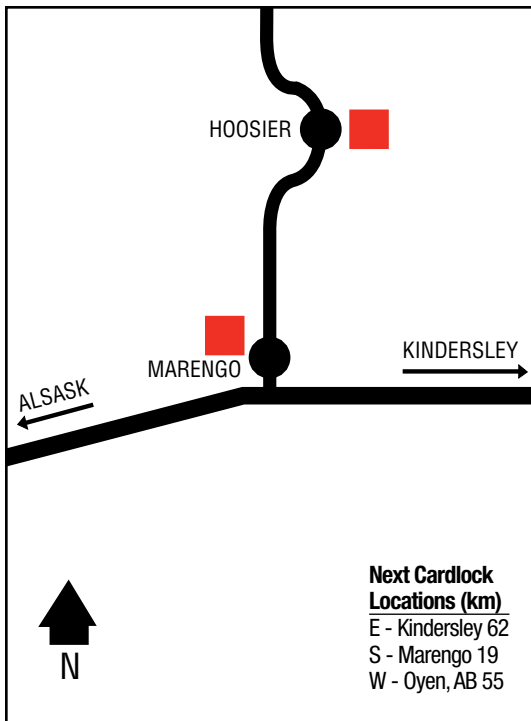 HOOSIER
MARENGO
KINDERSLEY
ALSASK
N
Next Cardlock
Locations (km)
E - Kindersley 62
S - Marengo 19
W - Oyen, AB 55